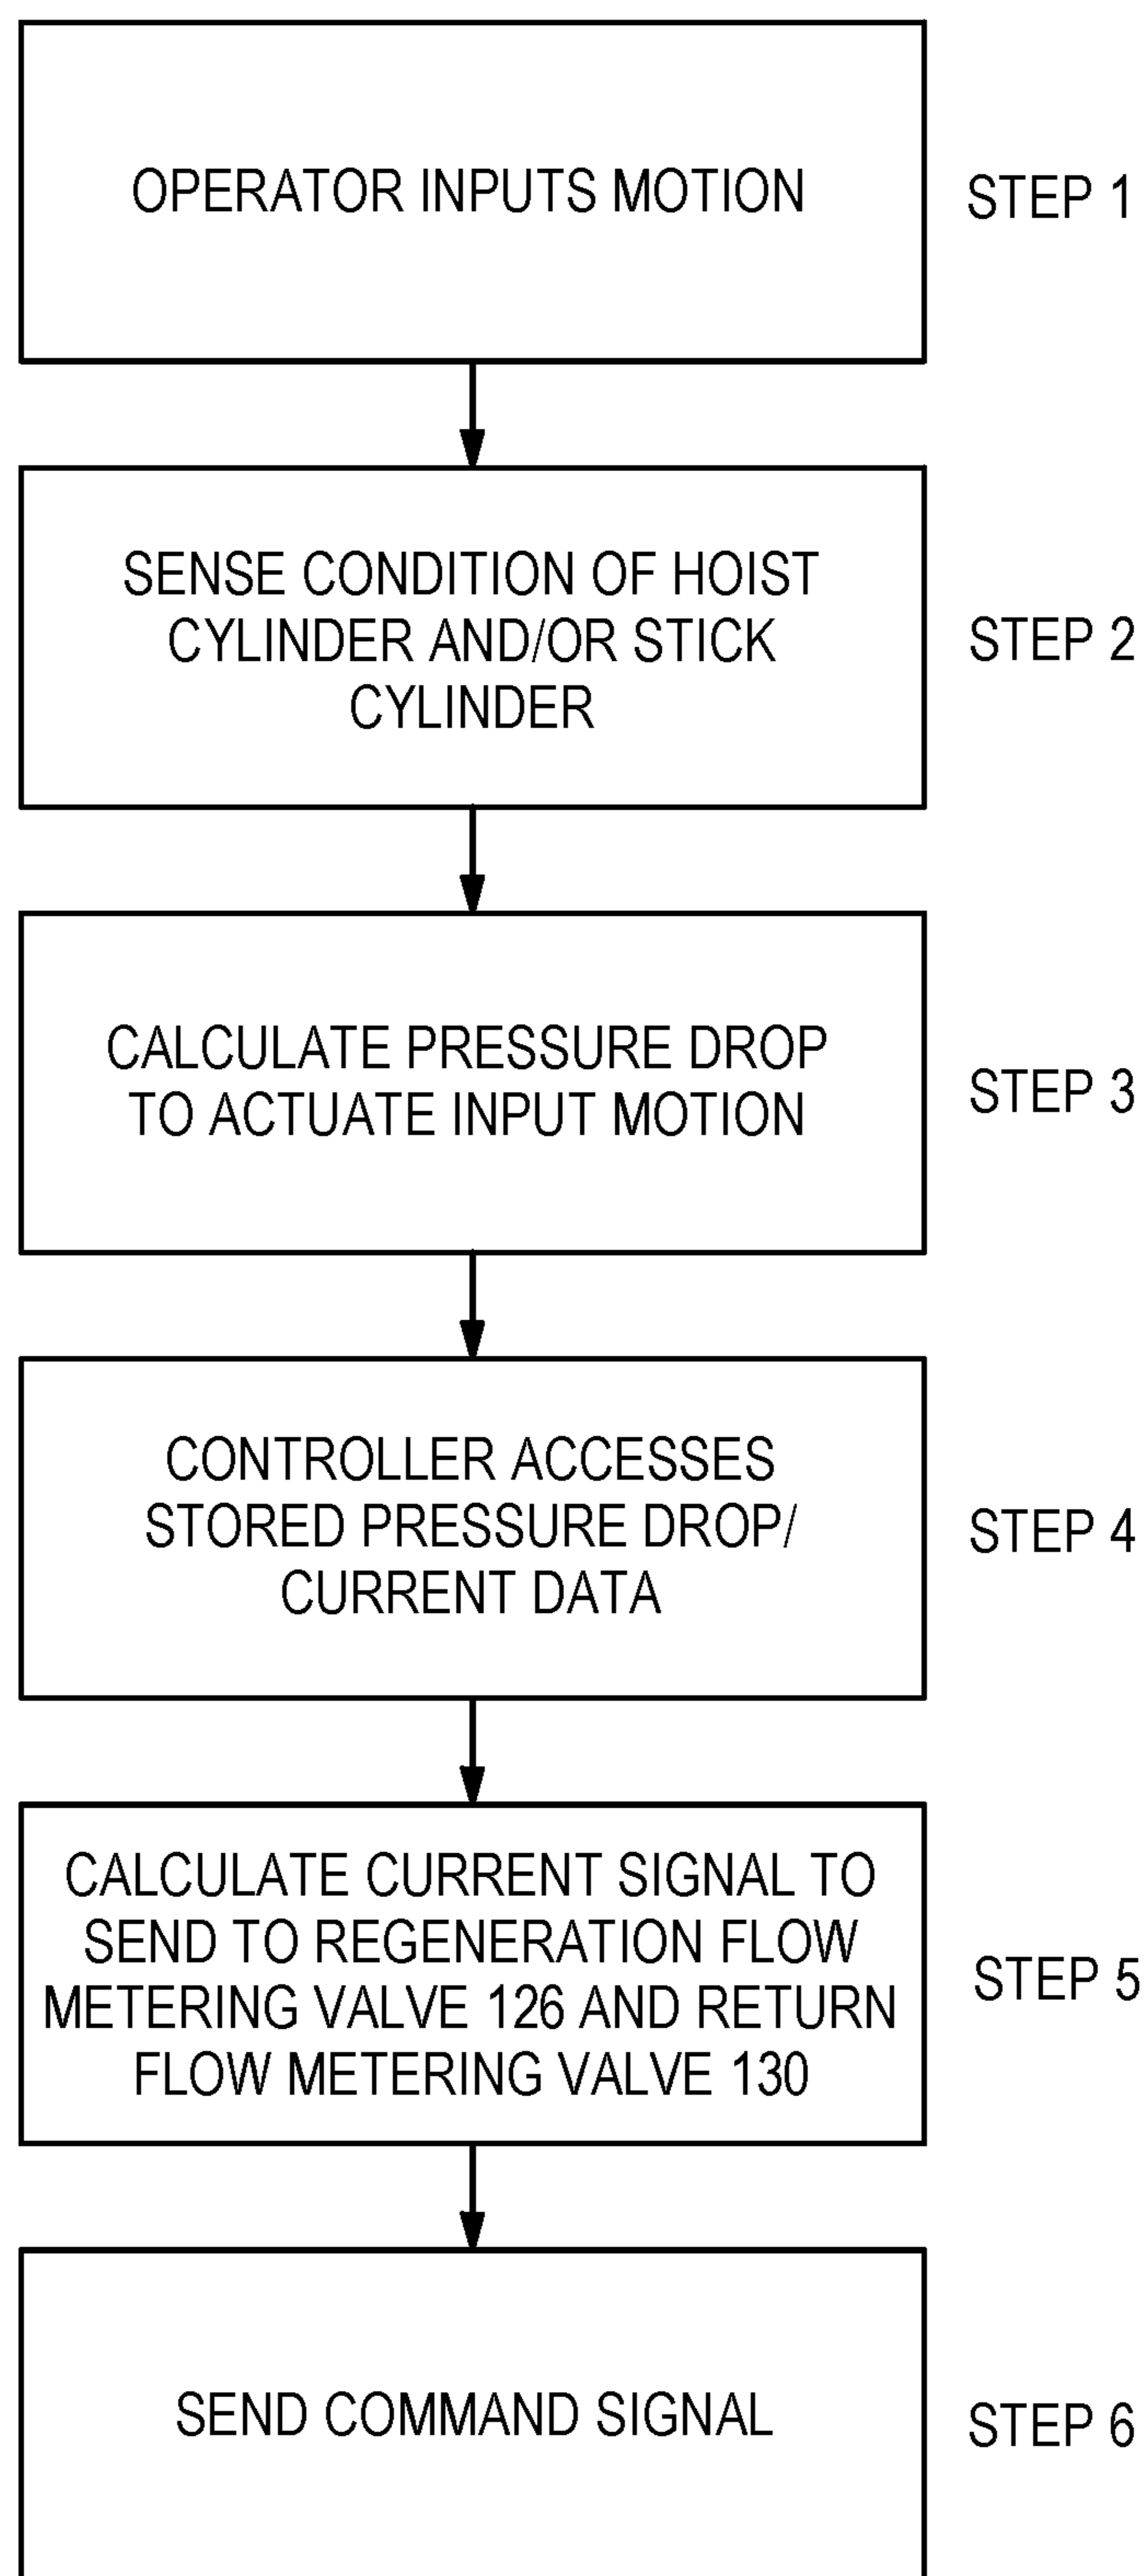 OPERATOR INPUTS MOTION
STEP 1
SENSE CONDITION OF HOIST
CYLINDER AND/OR STICK
CYLINDER
STEP 2
CALCULATE PRESSURE DROP
TO ACTUATE INPUT MOTION
STEP 3
CONTROLLER ACCESSES
STORED PRESSURE DROP/
CURRENT DATA
STEP 4
CALCULATE CURRENT SIGNAL TO
SEND TO REGENERATION FLOW
METERING VALVE 126 AND RETURN
FLOW METERING VALVE 130
STEP 5
SEND COMMAND SIGNAL
STEP 6